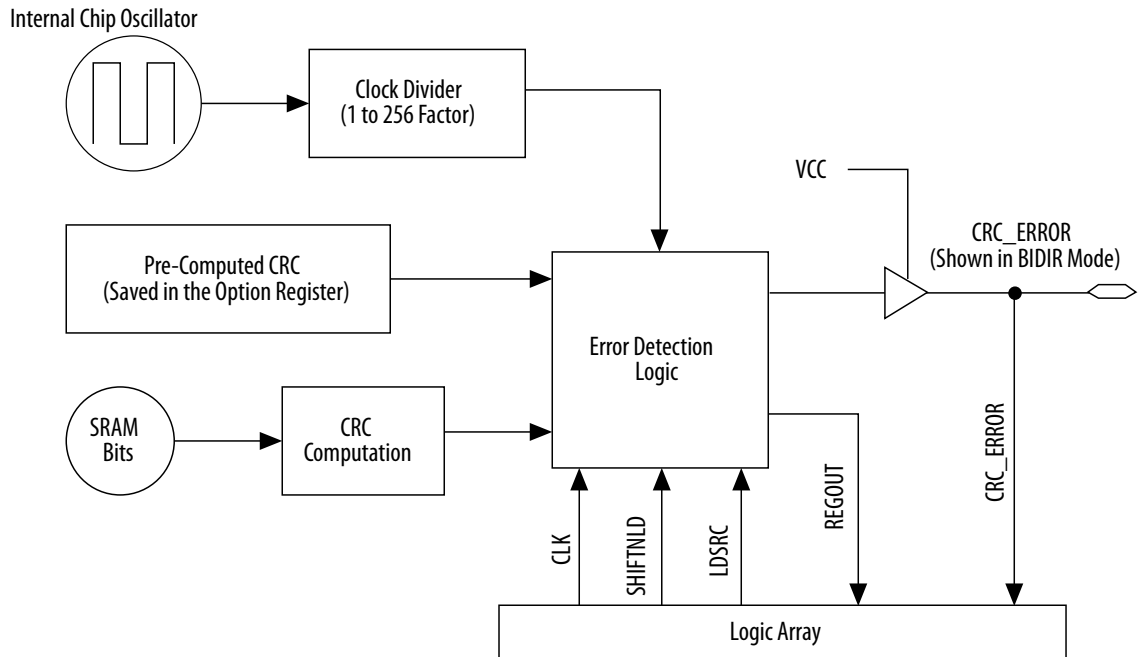 Internal Chip Oscillator
Clock Divider
(1 to 256 Factor)
VCC
CRC_ERROR
(Shown in BIDIR Mode)
Pre-Computed CRC
(Saved in the Option Register)
Error Detection
Logic
SRAM
Bits
CRC
Computation
CLK
SHIFTNLD
LDSRC
REGOUT
CRC_ERROR
Logic Array